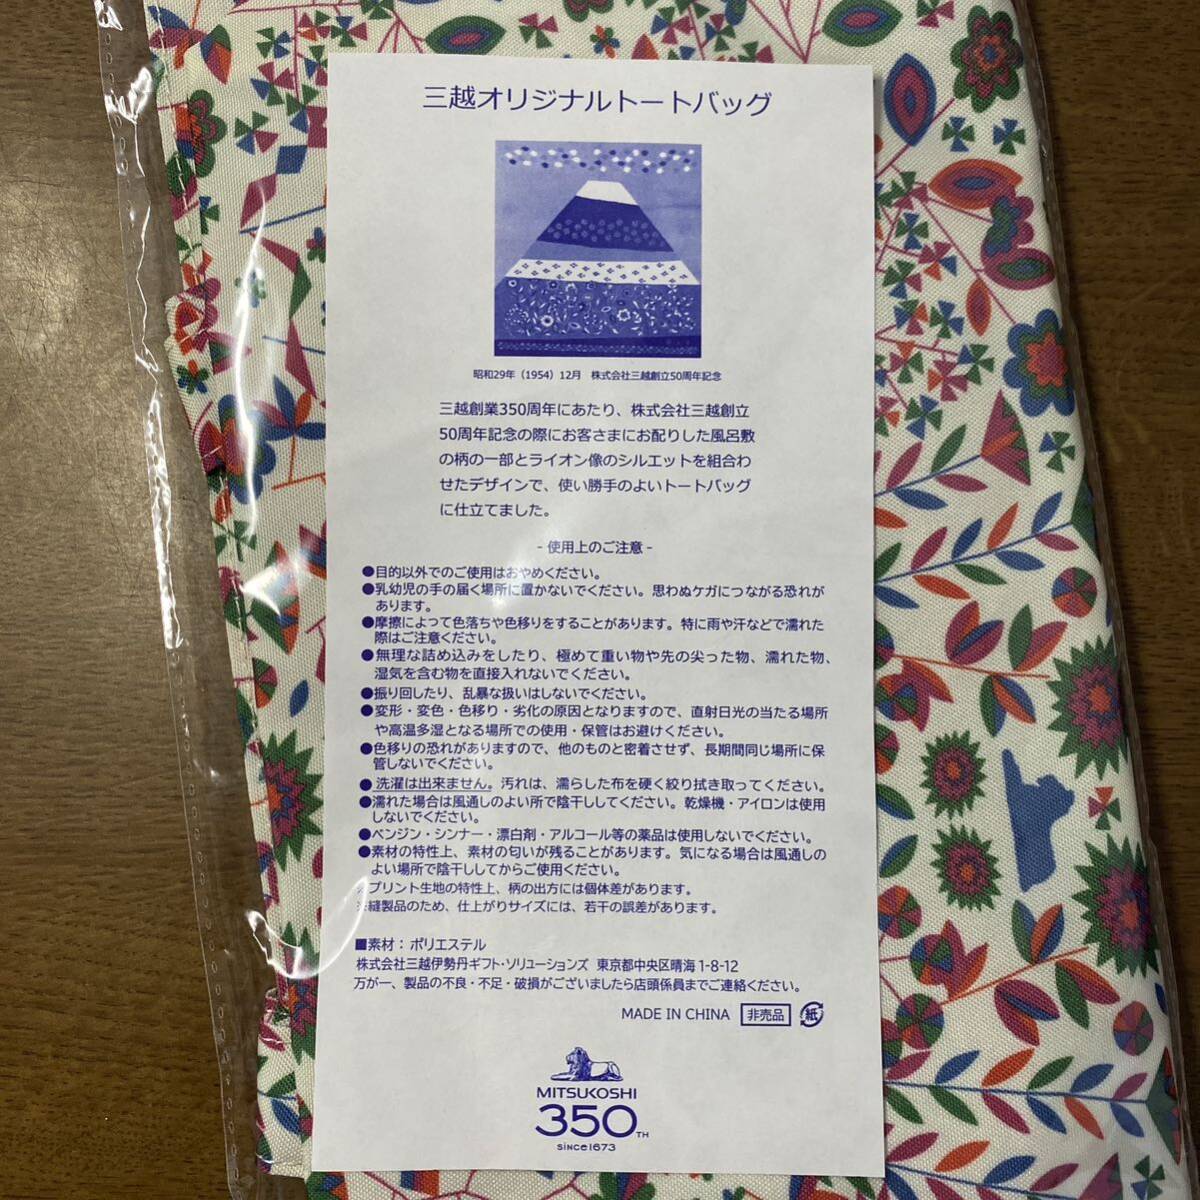 三越オリジナルトートバッグ
昭和29年（1954）12月　株式会社三越創立50周年記念
三越創業350周年にあたり、株式会社三越創立
50周年記念の際にお客さまにお配りした風呂敷
の柄の一部とライオン像のシルエットを組合わ
せたデザインで、使い勝手のよいトートバッグ
に仕立てました。
- 使用上のご注意 -
●目的以外でのご使用はおやめください。
●乳幼児の手の届く場所に置かないでください。思わぬケガにつながる恐れが
あります。
●摩擦によって色落ちや色移りをすることがあります。特に雨や汗などで濡れた
際はご注意ください。
●無理な詰め込みをしたり、極めて重い物や先の尖った物、濡れた物、
湿気を含む物を直接入れないでください。
●振り回したり、乱暴な扱いはしないでください。
●変形・変色・色移り・劣化の原因となりますので、直射日光の当たる場所
や高温多湿となる場所での使用・保管はお避けください。
●色移りの恐れがありますので、他のものと密着させず、長期間同じ場所に保
管しないでください。
●洗濯は出来ません。汚れは、濡らした布を硬く絞り拭き取ってください。
●濡れた場合は風通しのよい所で陰干ししてください。乾燥機・アイロンは使用
しないでください。
●ベンジン・シンナー・漂白剤・アルコール等の薬品は使用しないでください。
●素材の特性上、素材の匂いが残ることがあります。気になる場合は風通しの
よい場所で陰干ししてからご使用ください。
※プリント生地の特性上、柄の出方には個体差があります。
※縫製品のため、仕上がりサイズには、若干の誤差があります。
■素材：ポリエステル
株式会社三越伊勢丹ギフト・ソリューションズ 東京都中央区晴海 1-8-12
万が一、製品の不良・不足・破損がございましたら店頭係員までご連絡ください。
MADE IN CHINA 非売品 紙
MITSUKOSHI
350TH
since1673